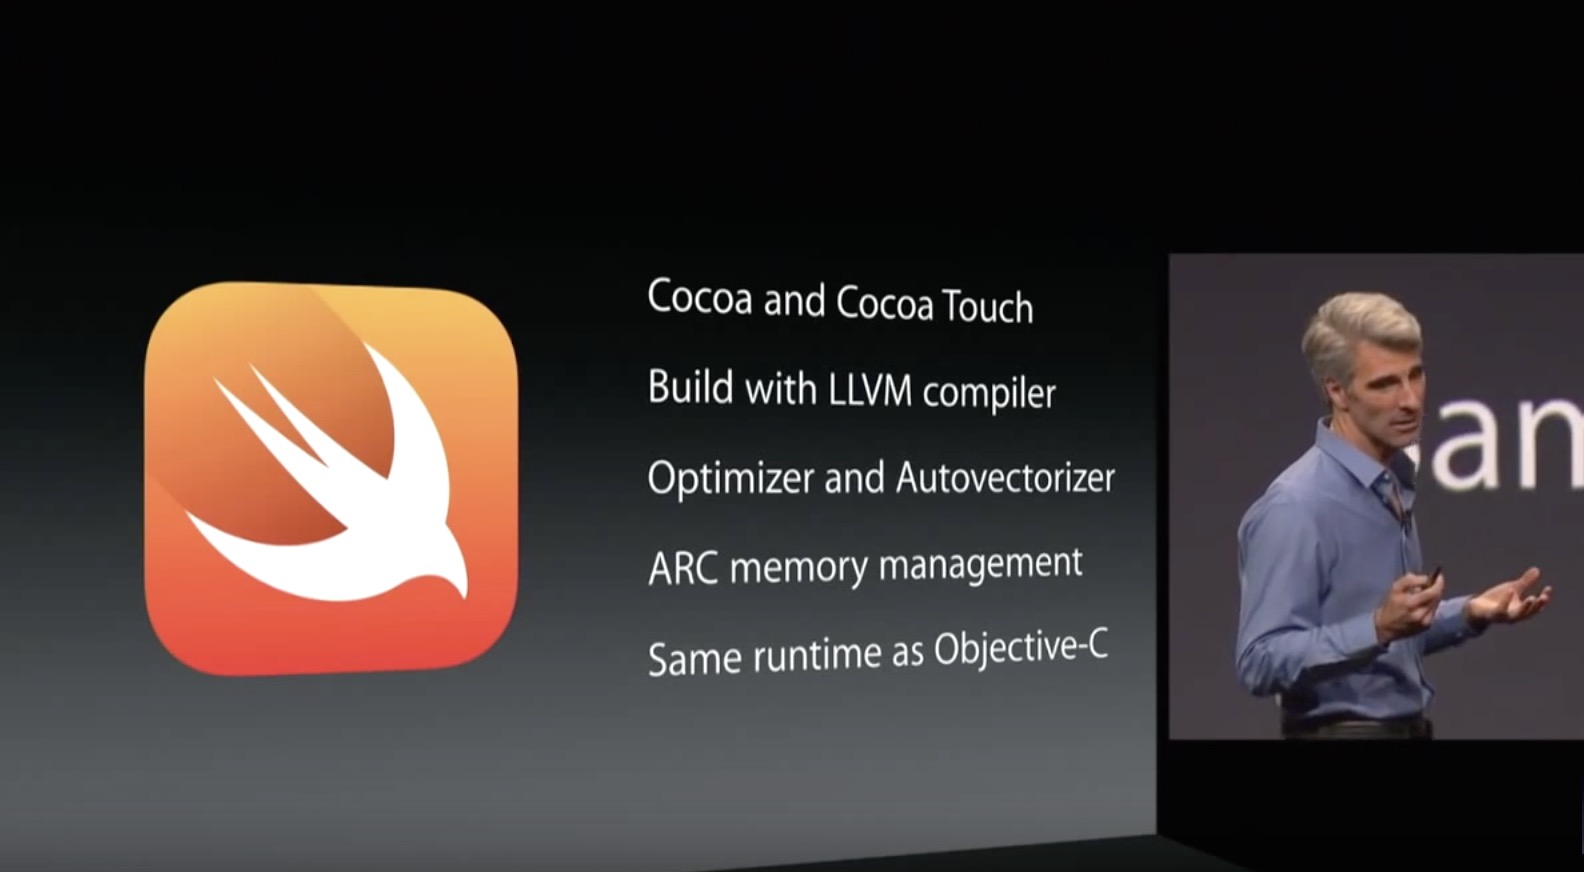 Cocoa and Cocoa Touch
Build with LLVM compiler
Optimizer and Autovectorizer
ARC memory management
Same runtime as Objective-C
am